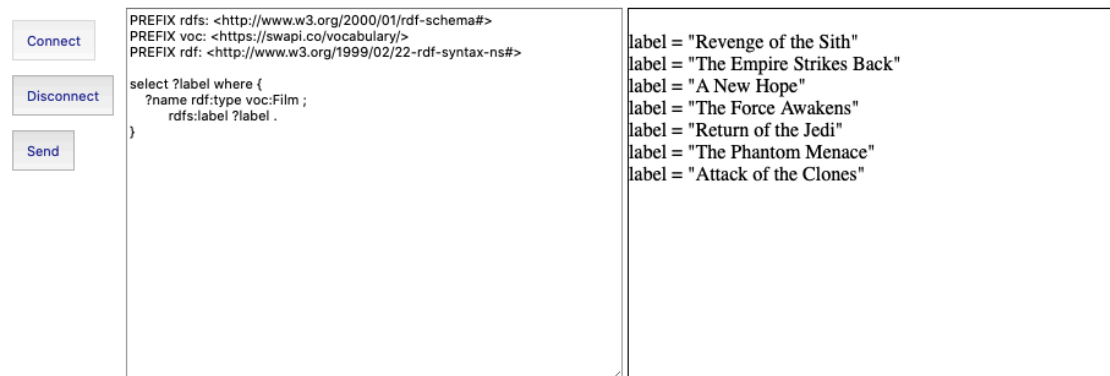 Connect
Disconnect
Send
PREFIX rdfs: <http://www.w3.org/2000/01/rdf-schema#>
PREFIX voc: <https://swapi.co/vocabulary/>
PREFIX rdf: <http://www.w3.org/1999/02/22-rdf-syntax-ns#>
select ?label where {
?name rdf:type voc:Film ;
rdfs:label ?label .
}
label = "Revenge of the Sith"
label = "The Empire Strikes Back"
label = "A New Hope"
label = "The Force Awakens"
label = "Return of the Jedi"
label = "The Phantom Menace"
label = "Attack of the Clones"